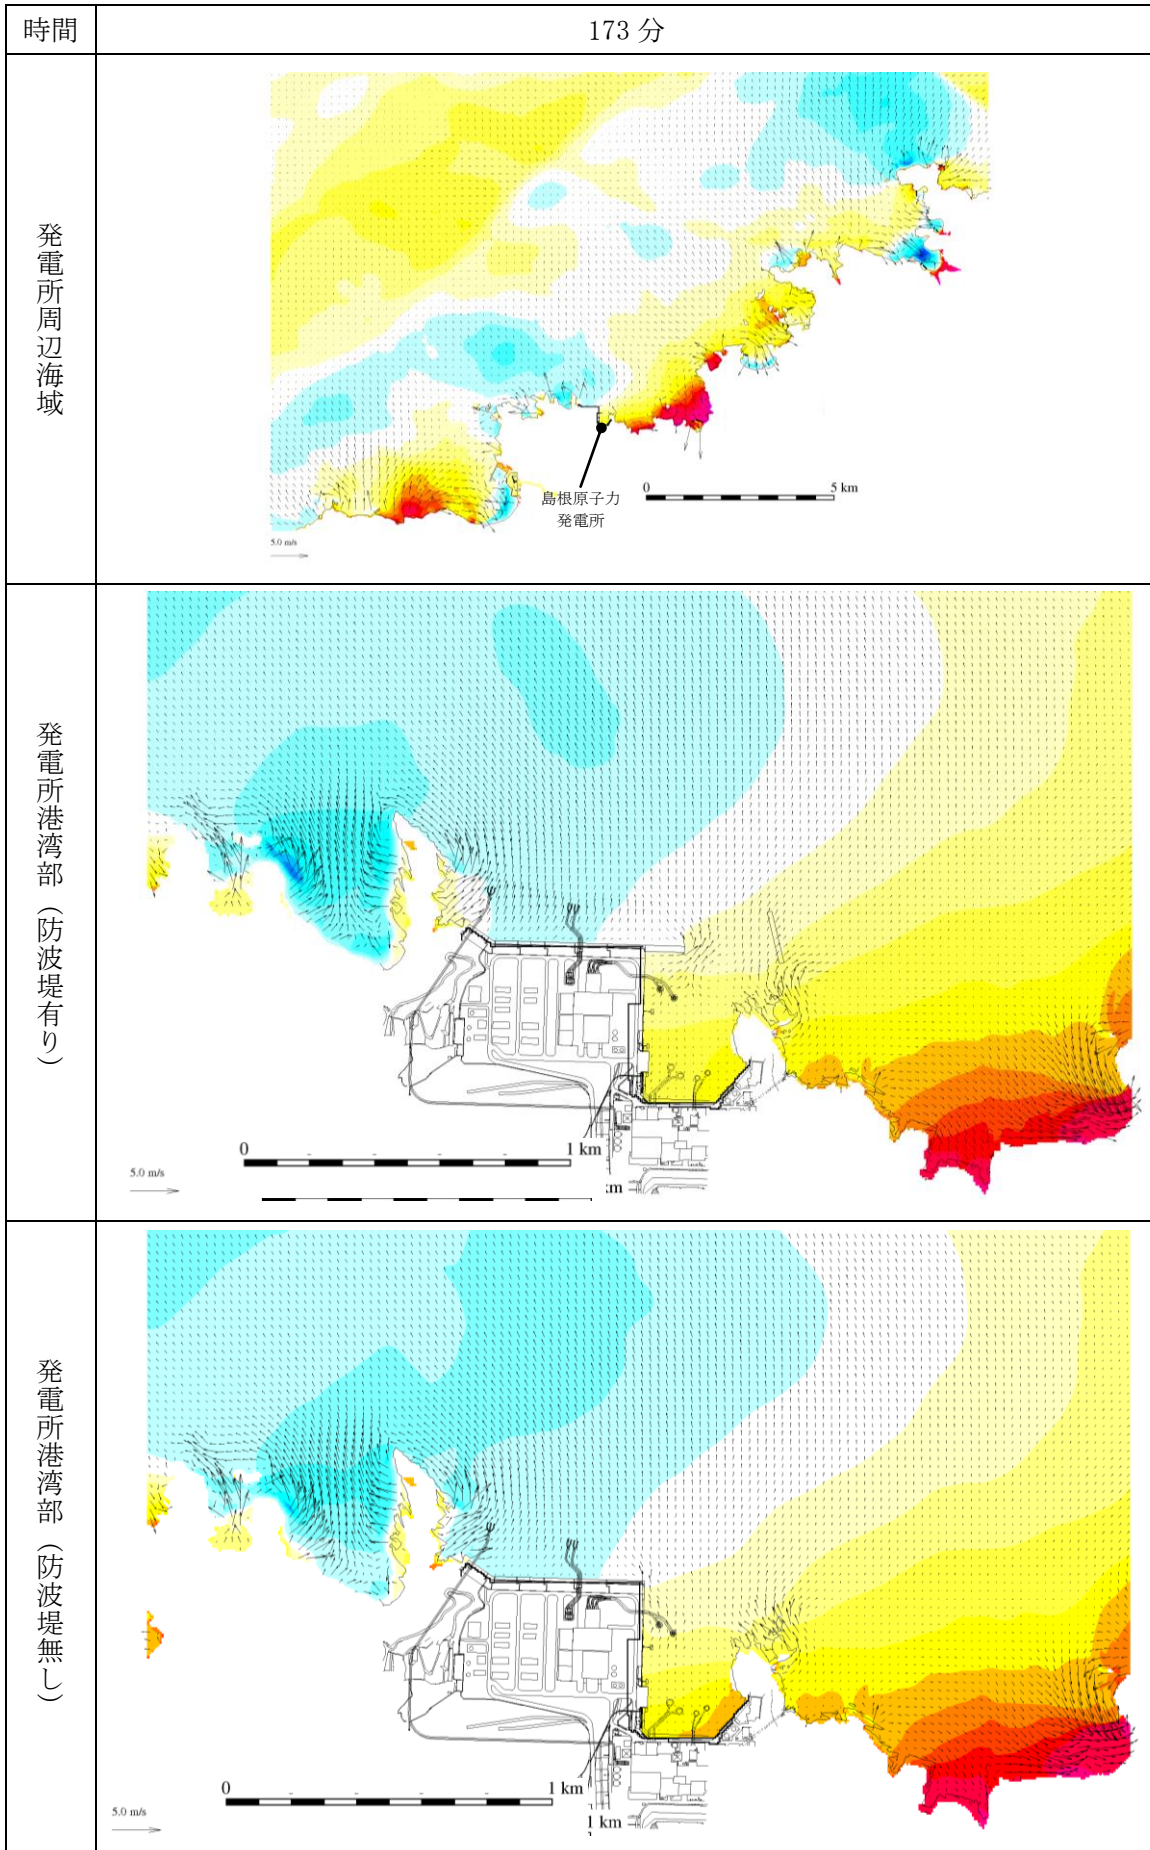 時間
173 分
発電所周辺海域
島根原子力
発電所
0
5 km
5.0 m/s
発電所港湾部（防波堤有り）
0
1 km
5.0 m/s
km
発電所港湾部（防波堤無し）
0
1 km
5.0 m/s
1 km